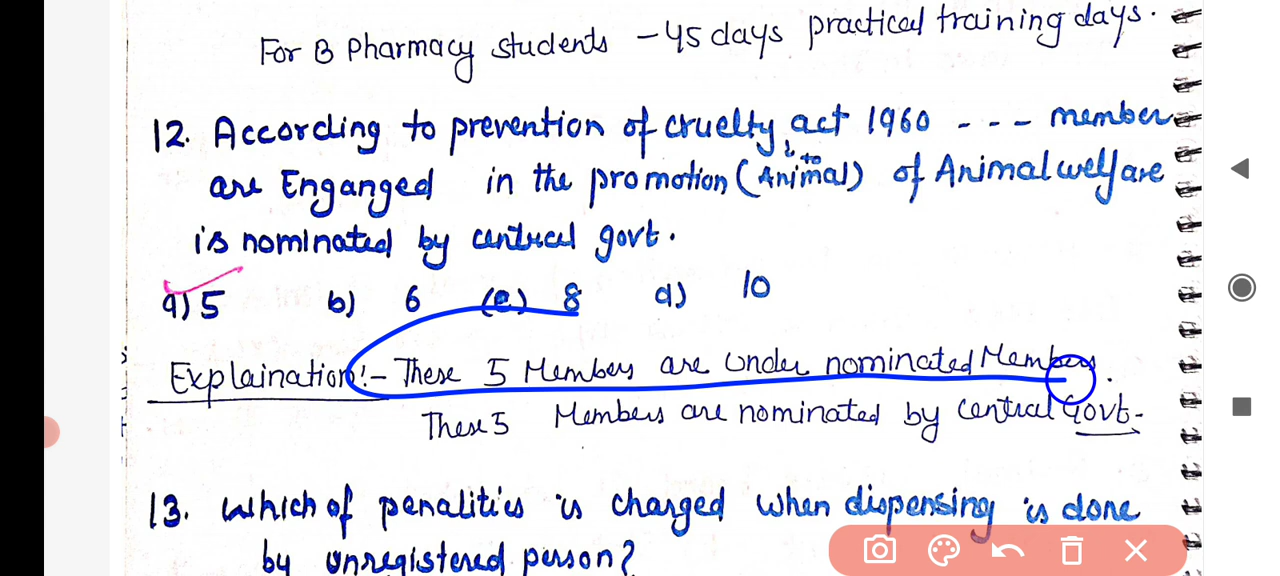 For B Pharmacy students - 45 days practical training days.
12. According to prevention of cruelty act 1960 - - - member
to
are Enganged in the promotion (Animal) of Animal welfare
is nominated by central govt.
a) 5 b) 6 (c) 8 d) 10
Explaination:- These 5 Members are under nominated Members.
These 5 Members are nominated by central Govt-
13. which of penalitics is charged when dispensing is done
by unregistered person?